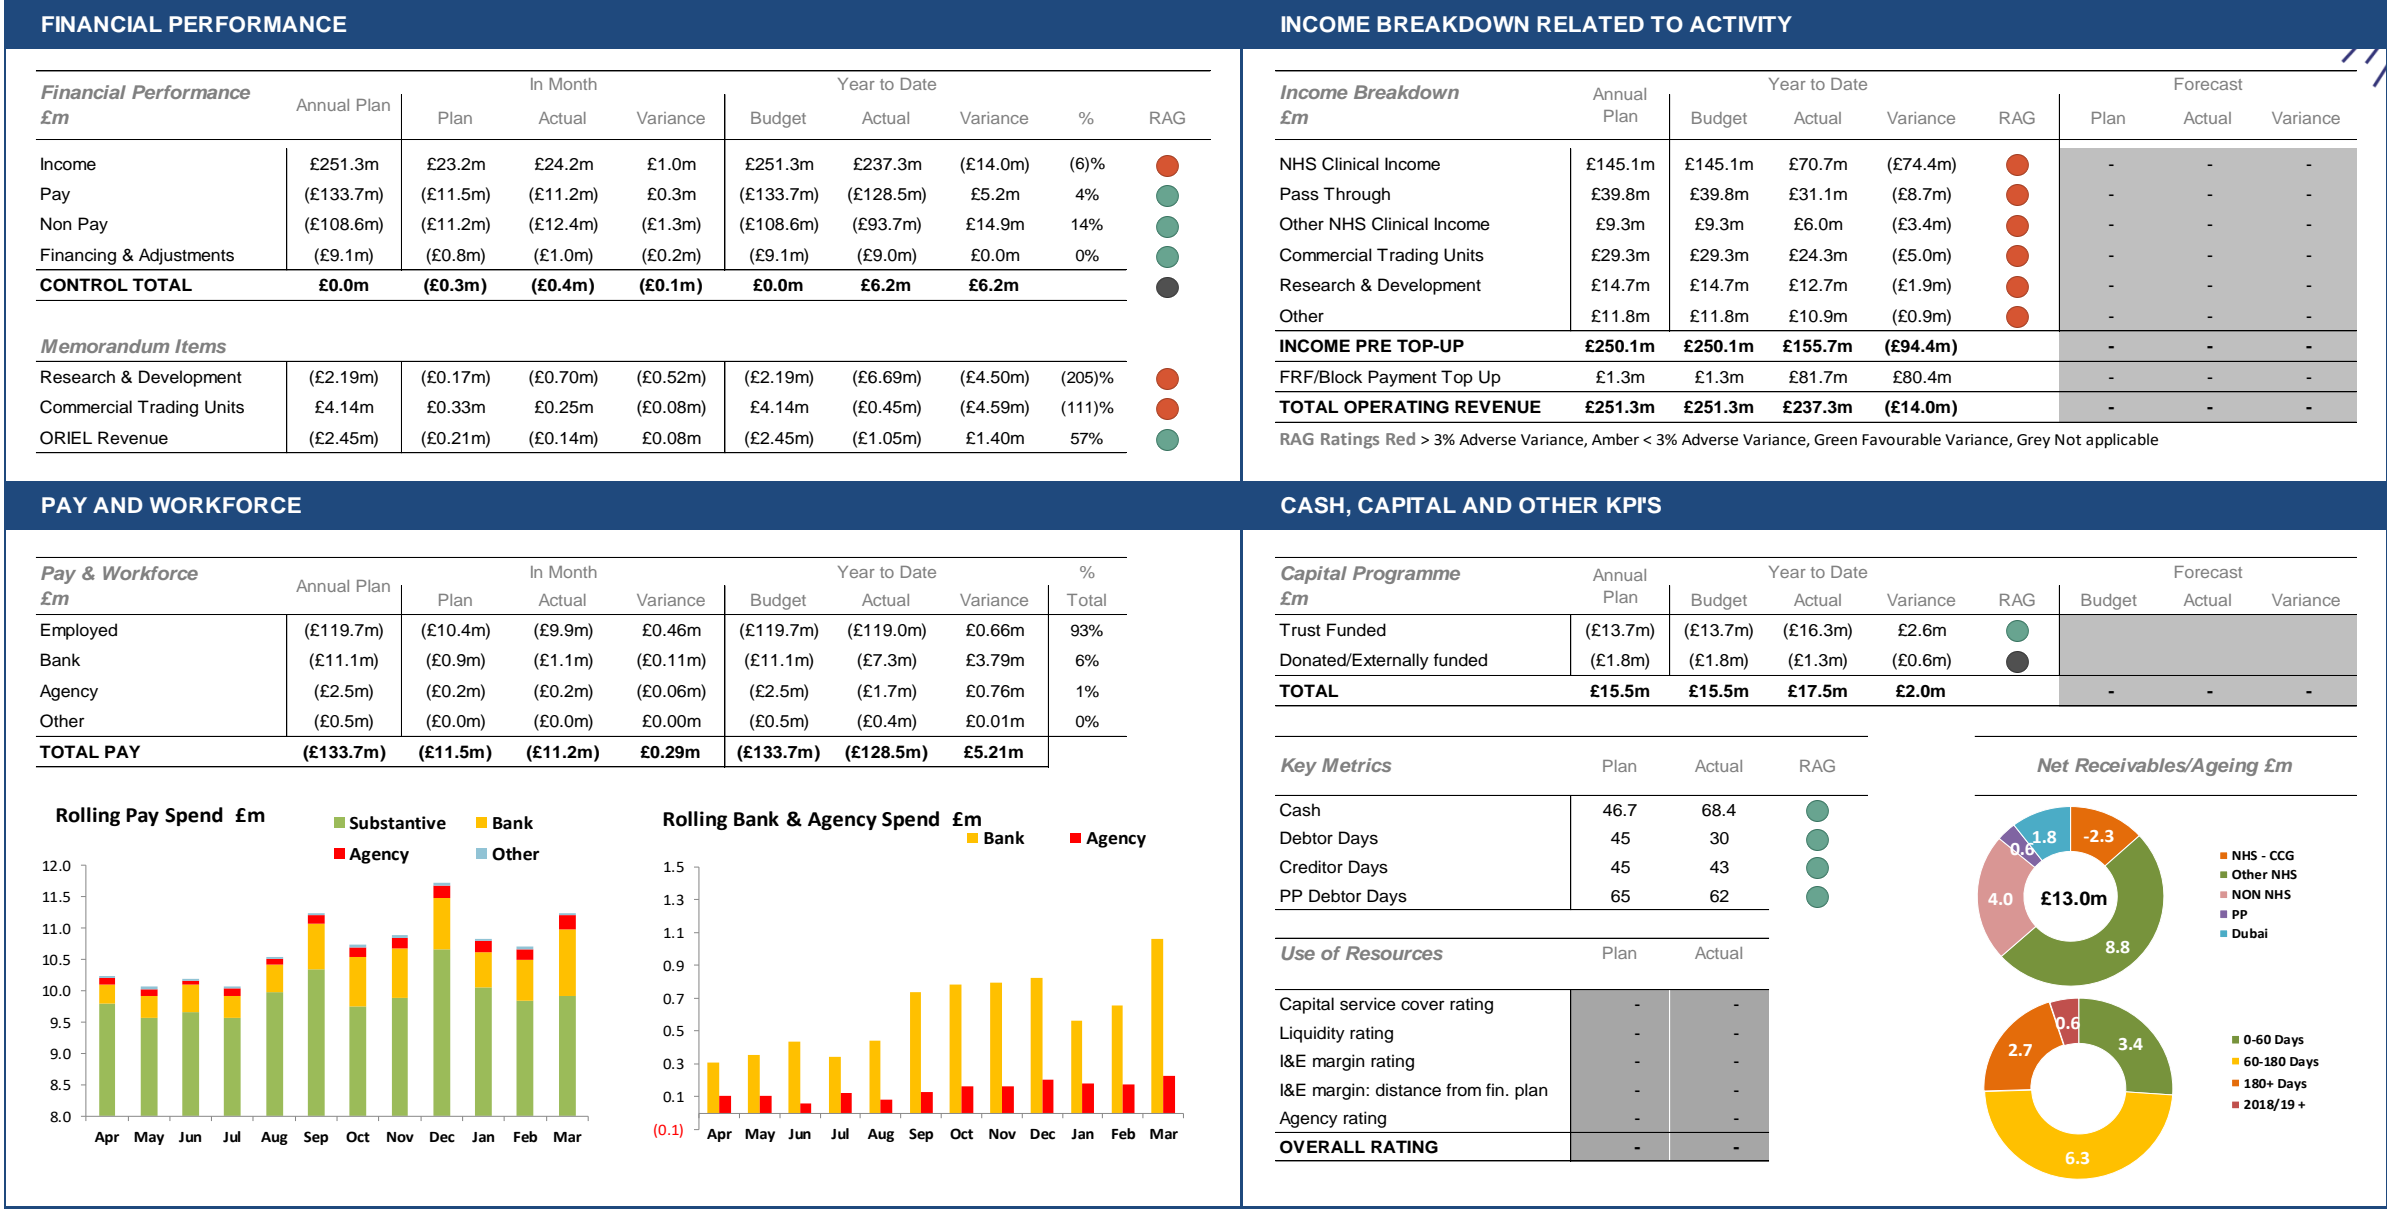 FINANCIAL PERFORMANCE
Financial Performance £m Annual Plan In Month Year to Date
Plan Actual Variance Budget Actual Variance % RAG
Income £251.3m £23.2m £24.2m £1.0m £251.3m £237.3m (£14.0m) (6)%
Pay (£133.7m) (£11.5m) (£11.2m) £0.3m (£133.7m) (£128.5m) £5.2m 4%
Non Pay (£108.6m) (£11.2m) (£12.4m) (£1.3m) (£108.6m) (£93.7m) £14.9m 14%
Financing & Adjustments (£9.1m) (£0.8m) (£1.0m) (£0.2m) (£9.1m) (£9.0m) £0.0m 0%
CONTROL TOTAL £0.0m (£0.3m) (£0.4m) (£0.1m) £0.0m £6.2m £6.2m
Memorandum Items
Research & Development (£2.19m) (£0.17m) (£0.70m) (£0.52m) (£2.19m) (£6.69m) (£4.50m) (205)%
Commercial Trading Units £4.14m £0.33m £0.25m (£0.08m) £4.14m (£0.45m) (£4.59m) (111)%
ORIEL Revenue (£2.45m) (£0.21m) (£0.14m) £0.08m (£2.45m) (£1.05m) £1.40m 57%
INCOME BREAKDOWN RELATED TO ACTIVITY
Income Breakdown £m Annual Plan Year to Date Forecast
Budget Actual Variance RAG Plan Actual Variance
NHS Clinical Income £145.1m £145.1m £70.7m (£74.4m) - - -
Pass Through £39.8m £39.8m £31.1m (£8.7m) - - -
Other NHS Clinical Income £9.3m £9.3m £6.0m (£3.4m) - - -
Commercial Trading Units £29.3m £29.3m £24.3m (£5.0m) - - -
Research & Development £14.7m £14.7m £12.7m (£1.9m) - - -
Other £11.8m £11.8m £10.9m (£0.9m) - - -
INCOME PRE TOP-UP £250.1m £250.1m £155.7m (£94.4m) - - -
FRF/Block Payment Top Up £1.3m £1.3m £81.7m £80.4m - - -
TOTAL OPERATING REVENUE £251.3m £251.3m £237.3m (£14.0m) - - -
RAG Ratings Red > 3% Adverse Variance, Amber < 3% Adverse Variance, Green Favourable Variance, Grey Not applicable
PAY AND WORKFORCE
Pay & Workforce £m Annual Plan In Month Year to Date % Total
Plan Actual Variance Budget Actual Variance
Employed (£119.7m) (£10.4m) (£9.9m) £0.46m (£119.7m) (£119.0m) £0.66m 93%
Bank (£11.1m) (£0.9m) (£1.1m) (£0.11m) (£11.1m) (£7.3m) £3.79m 6%
Agency (£2.5m) (£0.2m) (£0.2m) (£0.06m) (£2.5m) (£1.7m) £0.76m 1%
Other (£0.5m) (£0.0m) (£0.0m) £0.00m (£0.5m) (£0.4m) £0.01m 0%
TOTAL PAY (£133.7m) (£11.5m) (£11.2m) £0.29m (£133.7m) (£128.5m) £5.21m
Rolling Pay Spend £m
Substantive Bank
Agency Other
12.0
11.5
11.0
10.5
10.0
9.5
9.0
8.5
8.0
Apr May Jun Jul Aug Sep Oct Nov Dec Jan Feb Mar
Rolling Bank & Agency Spend £m
Bank Agency
1.5
1.3
1.1
0.9
0.7
0.5
0.3
0.1
(0.1)
Apr May Jun Jul Aug Sep Oct Nov Dec Jan Feb Mar
CASH, CAPITAL AND OTHER KPI'S
Capital Programme £m Annual Plan Year to Date Forecast
Budget Actual Variance RAG Budget Actual Variance
Trust Funded (£13.7m) (£13.7m) (£16.3m) £2.6m
Donated/Externally funded (£1.8m) (£1.8m) (£1.3m) (£0.6m)
TOTAL £15.5m £15.5m £17.5m £2.0m - - -
Key Metrics Plan Actual RAG
Cash 46.7 68.4
Debtor Days 45 30
Creditor Days 45 43
PP Debtor Days 65 62
Use of Resources Plan Actual
Capital service cover rating - -
Liquidity rating - -
I&E margin rating - -
I&E margin: distance from fin. plan - -
Agency rating - -
OVERALL RATING - -
Net Receivables/Ageing £m
-2.3
8.8
4.0
0.6
1.8
£13.0m
NHS - CCG
Other NHS
NON NHS
PP
Dubai
3.4
6.3
2.7
0.6
0-60 Days
60-180 Days
180+ Days
2018/19 +